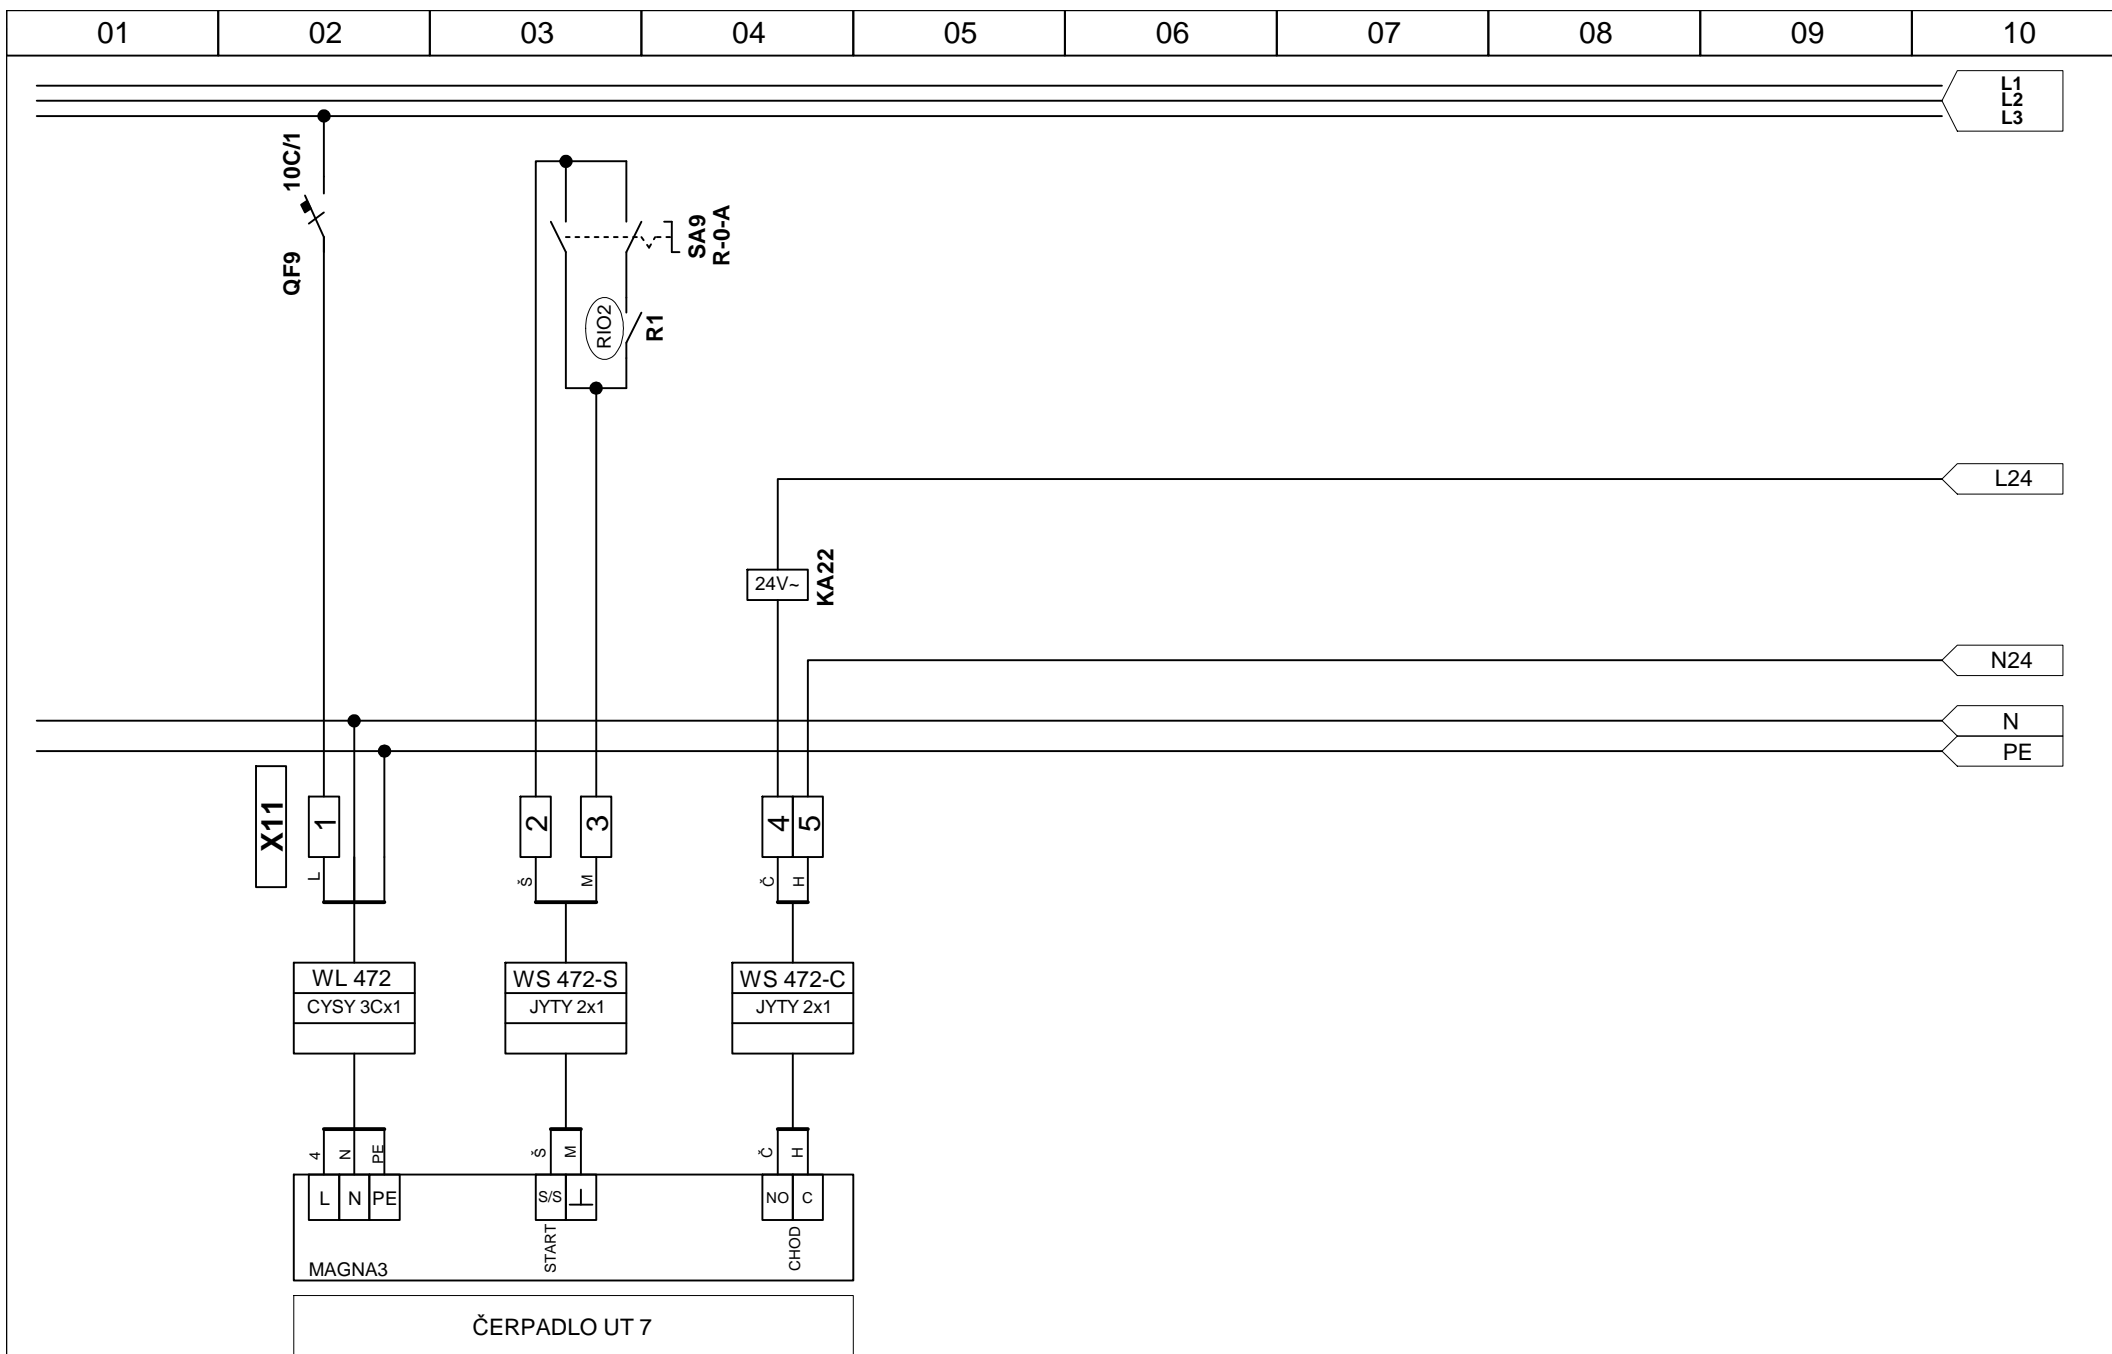 01 02 03 04 05 06 07 08 09 10
L1
L2
L3
10C/1
QF9
SA9
R-0-A
RIO2
R1
L24
24V~
KA22
N24
N
PE
X11
1 2 3 4 5
L Š M Č H
WL 472 WS 472-S WS 472-C
CYSY 3Cx1 JYTY 2x1 JYTY 2x1
4 N PE Š M Č H
L N PE S/S NO C
START CHOD
MAGNA3
ČERPADLO UT 7